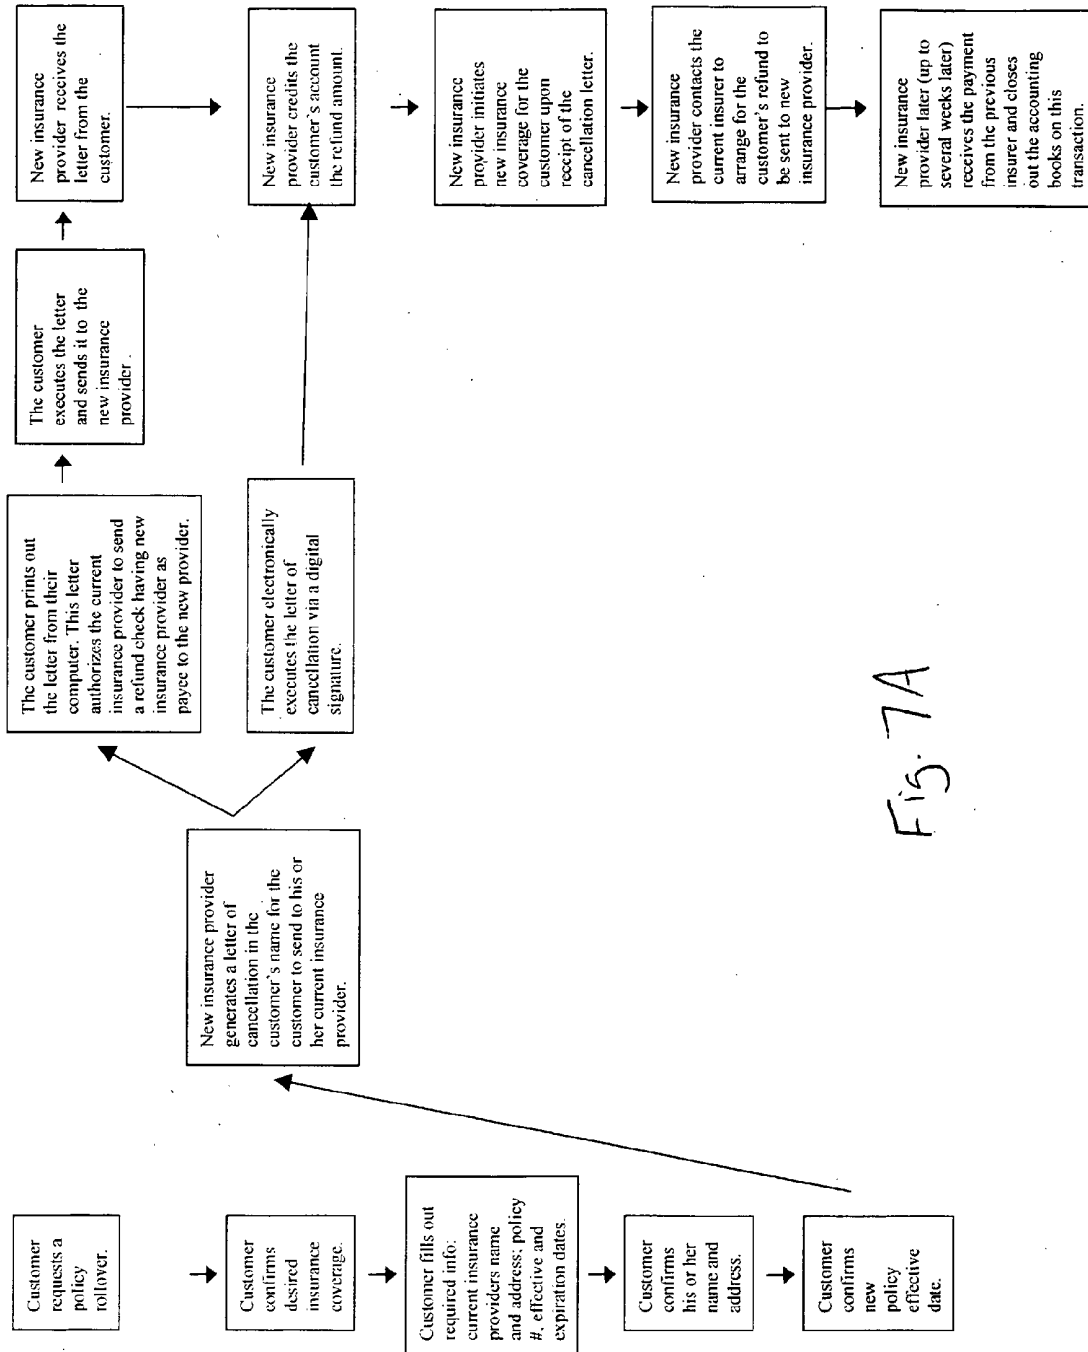 Customer
requests a
policy
rollover.
Customer
confirms
desired
insurance
coverage.
Customer fills out
required info:
current insurance
providers name
and address; policy
#, effective and
expiration dates.
Customer
confirms
his or her
name and
address.
Customer
confirms
new
policy
effective
date.
New insurance provider
generates a letter of
cancellation in the
customer's name for the
customer to send to his or
her current insurance
provider.
The customer prints out
the letter from their
computer. This letter
authorizes the current
insurance provider to send
a refund check having new
insurance provider as
payee to the new provider.
The customer electronically
executes the letter of
cancellation via a digital
signature.
The customer
executes the letter
and sends it to the
new insurance
provider .
New insurance
provider receives the
letter from the
customer.
New insurance
provider credits the
customer's account
the refund amount.
New insurance
provider initiates
new insurance
coverage for the
customer upon
receipt of the
cancellation letter.
New insurance
provider contacts the
current insurer to
arrange for the
customer's refund to
be sent to new
insurance provider.
New insurance
provider later (up to
several weeks later)
receives the payment
from the previous
insurer and closes
out the accounting
books on this
transaction.
Fig. 7A